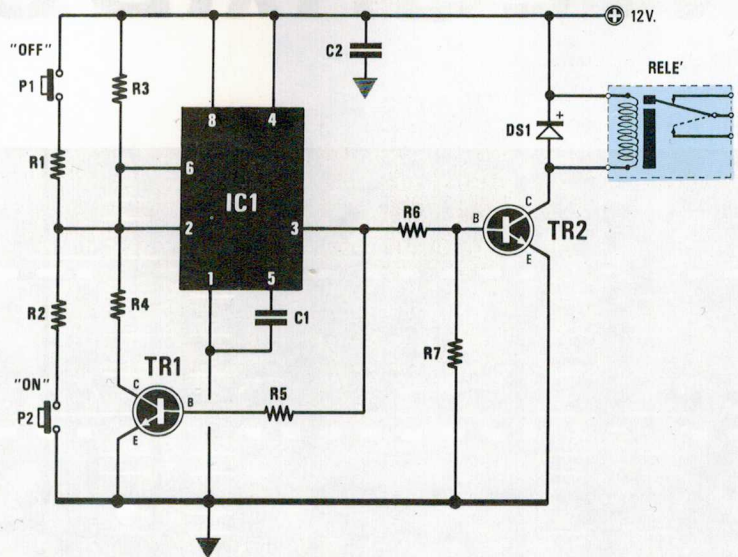 12V.
"OFF"
P1
R3
C2
RELE'
8
4
DS1
+
R1
6
IC1
2
3
R6
B
C
E
TR2
R2
R4
1
5
C1
R7
TR1
"ON"
P2
C
B
E
R5